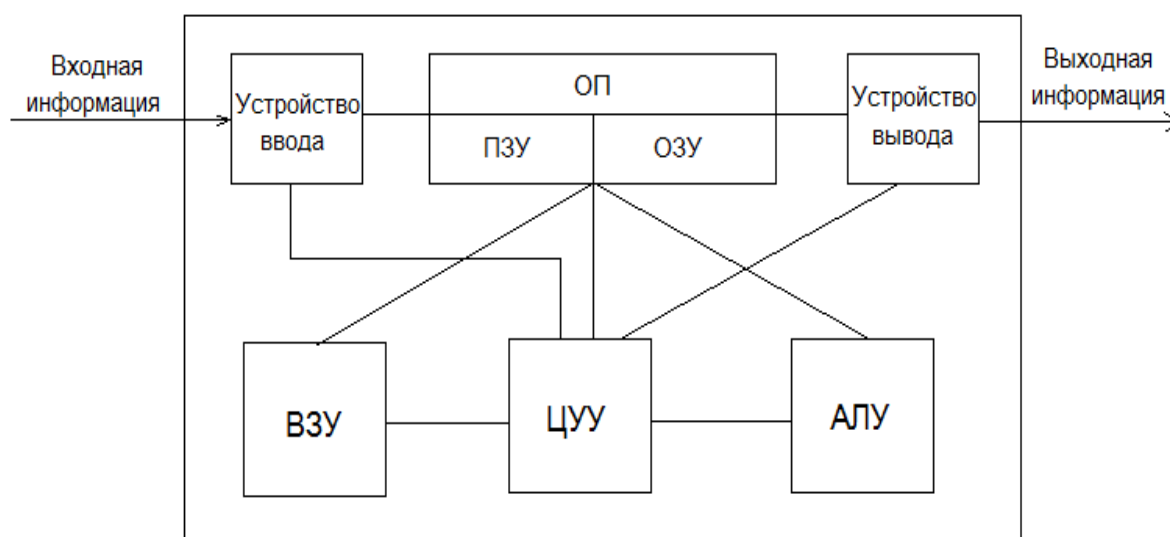 Входная
информация
Устройство
ввода
ОП
ПЗУ
ОЗУ
Устройство
вывода
Выходная
информация
ВЗУ
ЦУУ
АЛУ